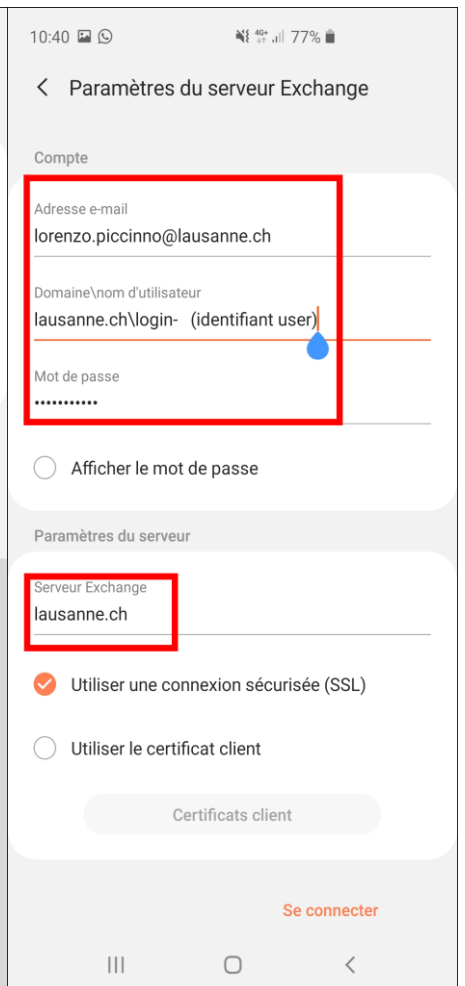 10:40 4G+ 77%
Paramètres du serveur Exchange
Compte
Adresse e-mail
lorenzo.piccinno@lausanne.ch
Domaine\nom d'utilisateur
lausanne.ch\login- (identifiant user)
Mot de passe
•••••••••••
Afficher le mot de passe
Paramètres du serveur
Serveur Exchange
lausanne.ch
Utiliser une connexion sécurisée (SSL)
Utiliser le certificat client
Certificats client
Se connecter